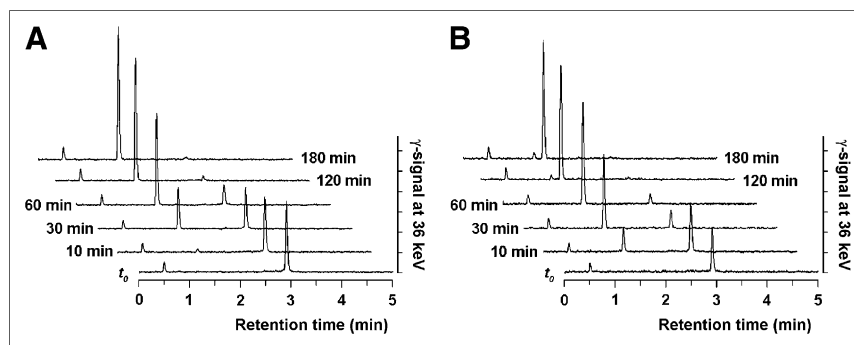 A
180 min
120 min
60 min
30 min
10 min
t0
0 1 2 3 4 5
Retention time (min)
γ-signal at 36 keV
B
180 min
120 min
60 min
30 min
10 min
t0
0 1 2 3 4 5
Retention time (min)
γ-signal at 36 keV